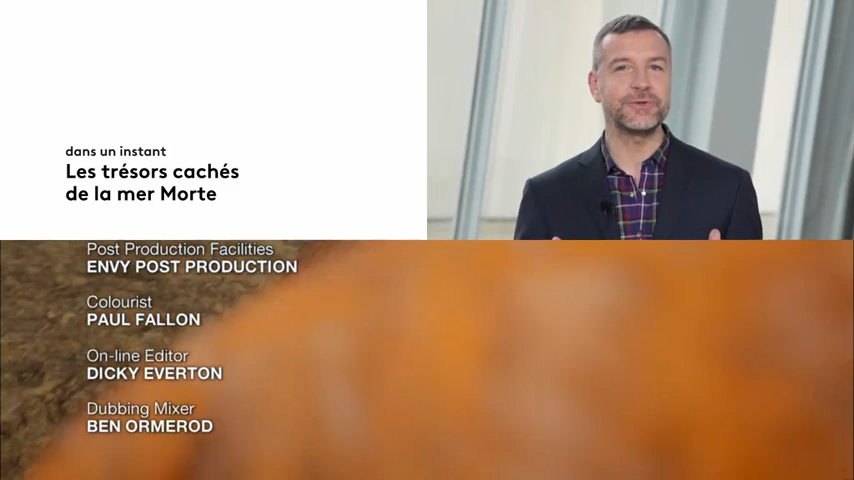 dans un instant
Les trésors cachés
de la mer Morte
Post Production Facilities
ENVY POST PRODUCTION
Colourist
PAUL FALLON
On-line Editor
DICKY EVERTON
Dubbing Mixer
BEN ORMEROD